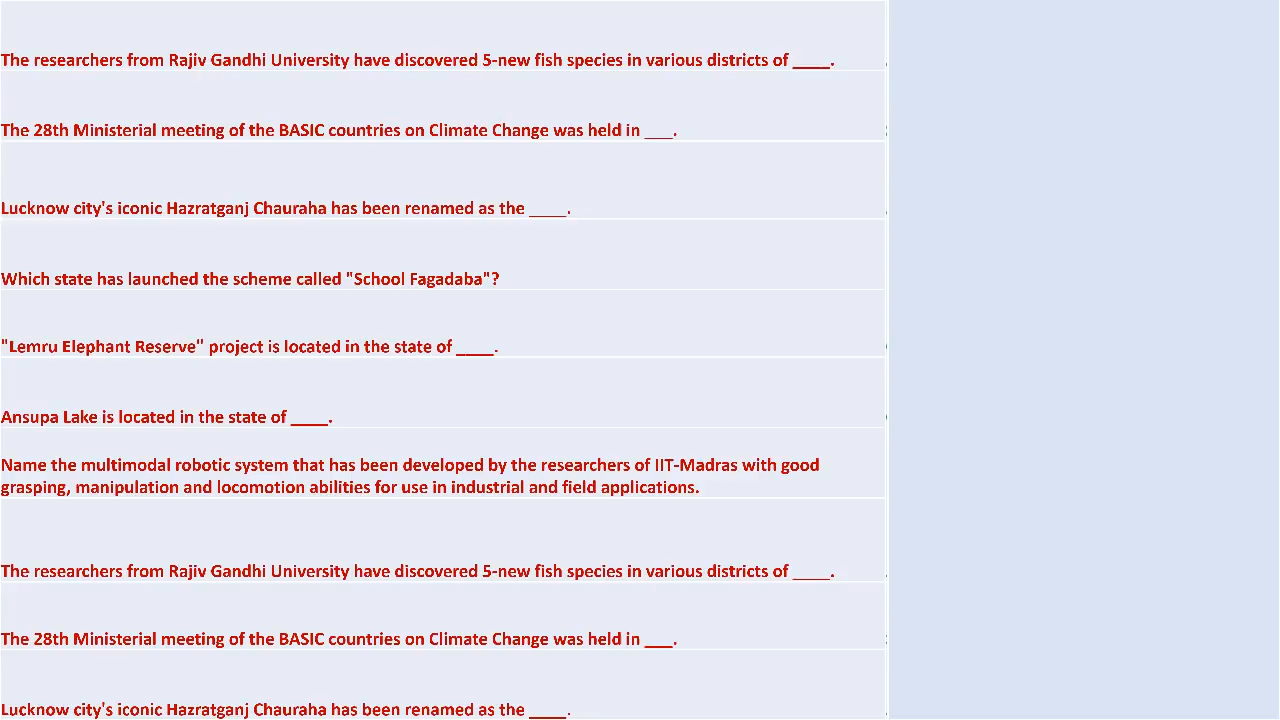 The researchers from Rajiv Gandhi University have discovered 5-new fish species in various districts of ____.
The 28th Ministerial meeting of the BASIC countries on Climate Change was held in ___.
Lucknow city's iconic Hazratganj Chauraha has been renamed as the ____.
Which state has launched the scheme called "School Fagadaba"?
"Lemru Elephant Reserve" project is located in the state of ____.
Ansupa Lake is located in the state of ____.
Name the multimodal robotic system that has been developed by the researchers of IIT-Madras with good
grasping, manipulation and locomotion abilities for use in industrial and field applications.
The researchers from Rajiv Gandhi University have discovered 5-new fish species in various districts of ____.
The 28th Ministerial meeting of the BASIC countries on Climate Change was held in ___.
Lucknow city's iconic Hazratganj Chauraha has been renamed as the ____.